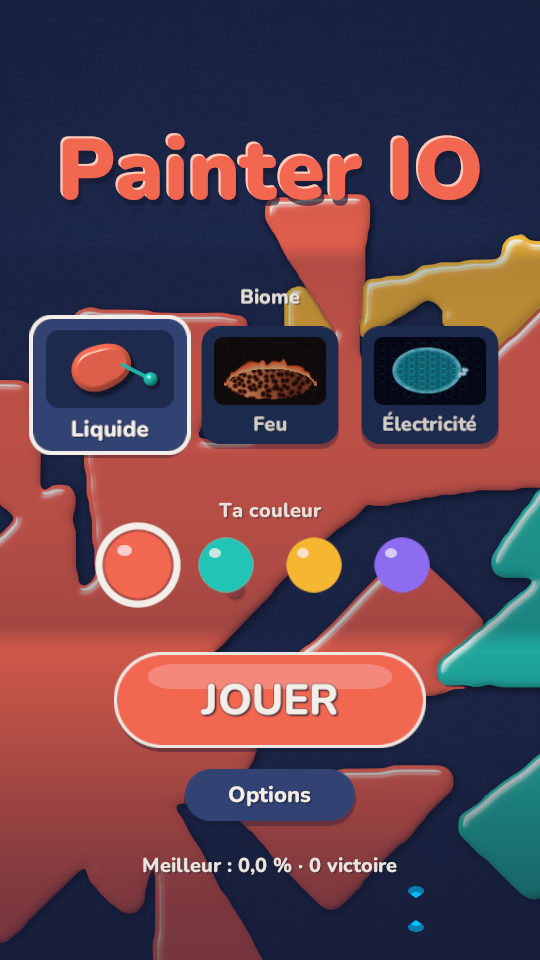 Painter IO
Biome
Liquide
Feu
Électricité
Ta couleur
JOUER
Options
Meilleur : 0,0 % · 0 victoire